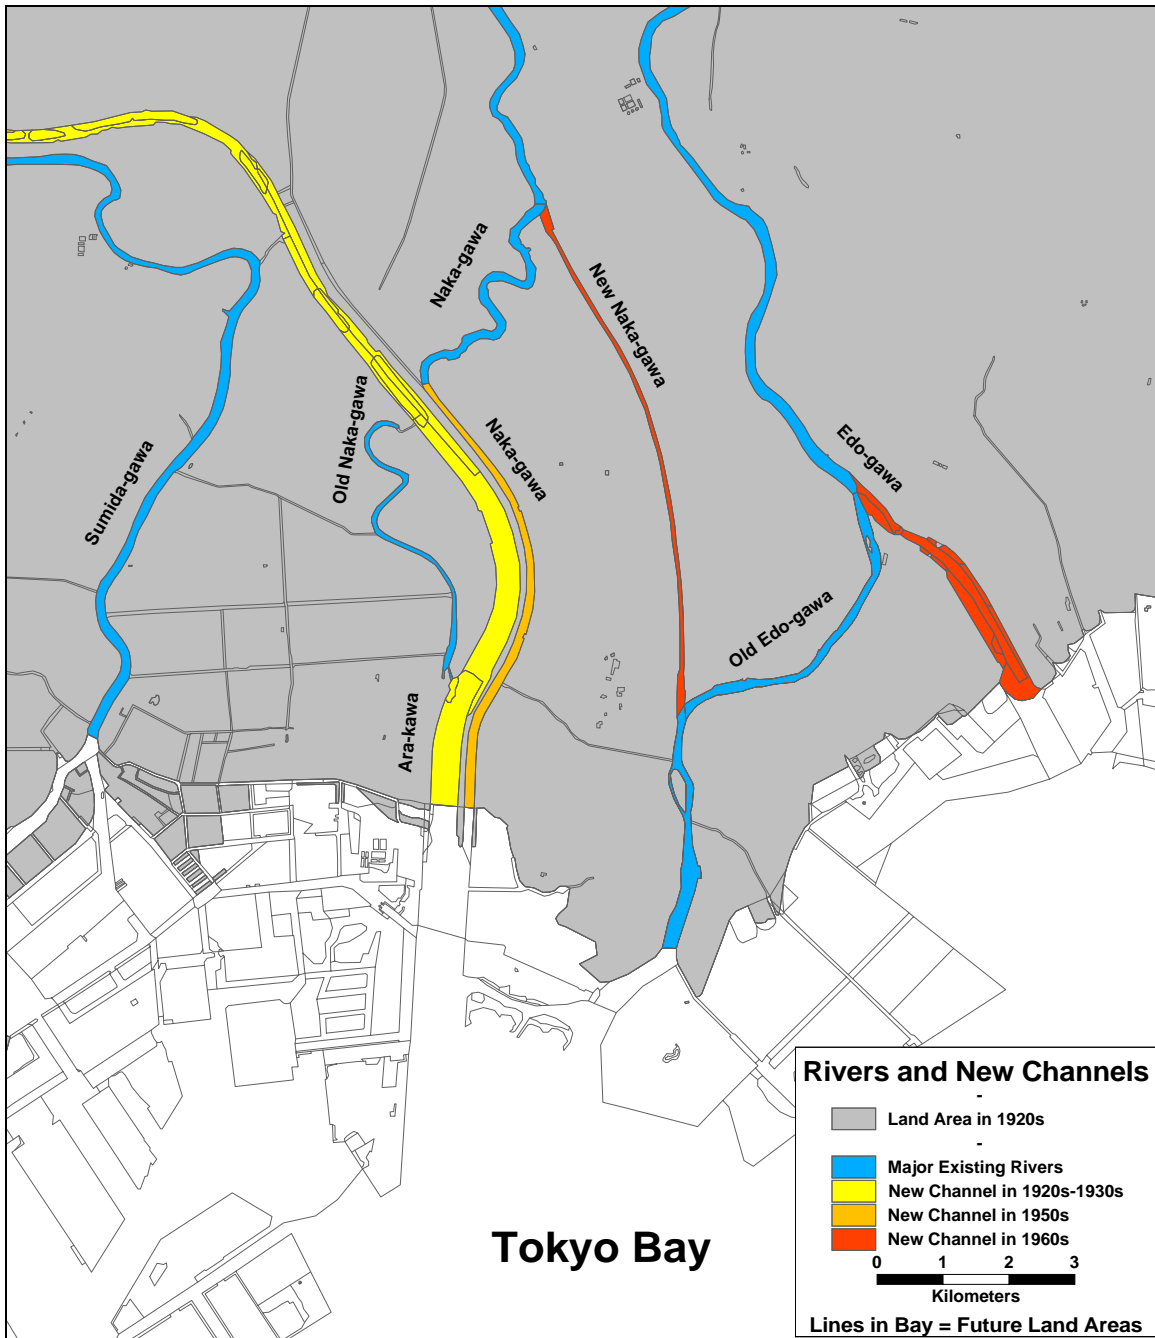 Naka-gawa
New Naka-gawa
Old Naka-gawa
Naka-gawa
Sumida-gawa
Edo-gawa
Old Edo-gawa
Ara-kawa
Tokyo Bay
Rivers and New Channels
-
Land Area in 1920s
-
Major Existing Rivers
New Channel in 1920s-1930s
New Channel in 1950s
New Channel in 1960s
0 1 2 3
Kilometers
Lines in Bay = Future Land Areas